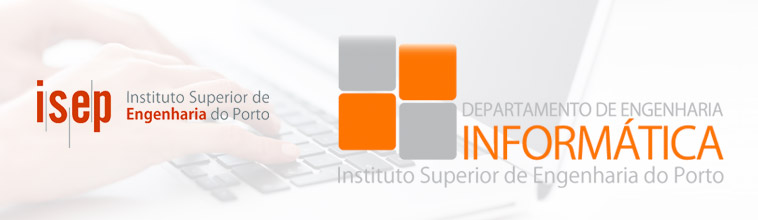 isep
Instituto Superior de
Engenharia do Porto
DEPARTAMENTO DE ENGENHARIA
INFORMÁTICA
Instituto Superior de Engenharia do Porto